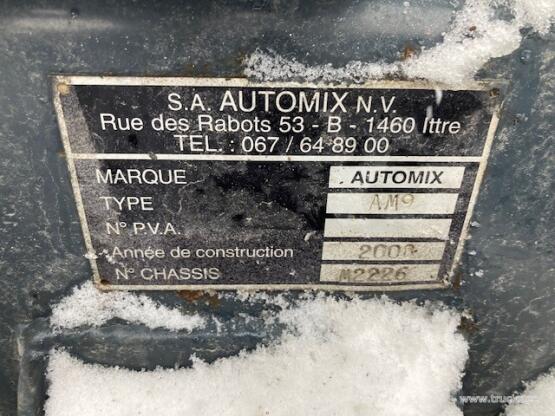 S.A. AUTOMIX N.V.
Rue des Rabots 53 - B - 1460 Ittre
TEL. : 067 / 64 89 00
MARQUE AUTOMIX
TYPE AM9
N° P.V.A.
Année de construction
N° CHASSIS M2226